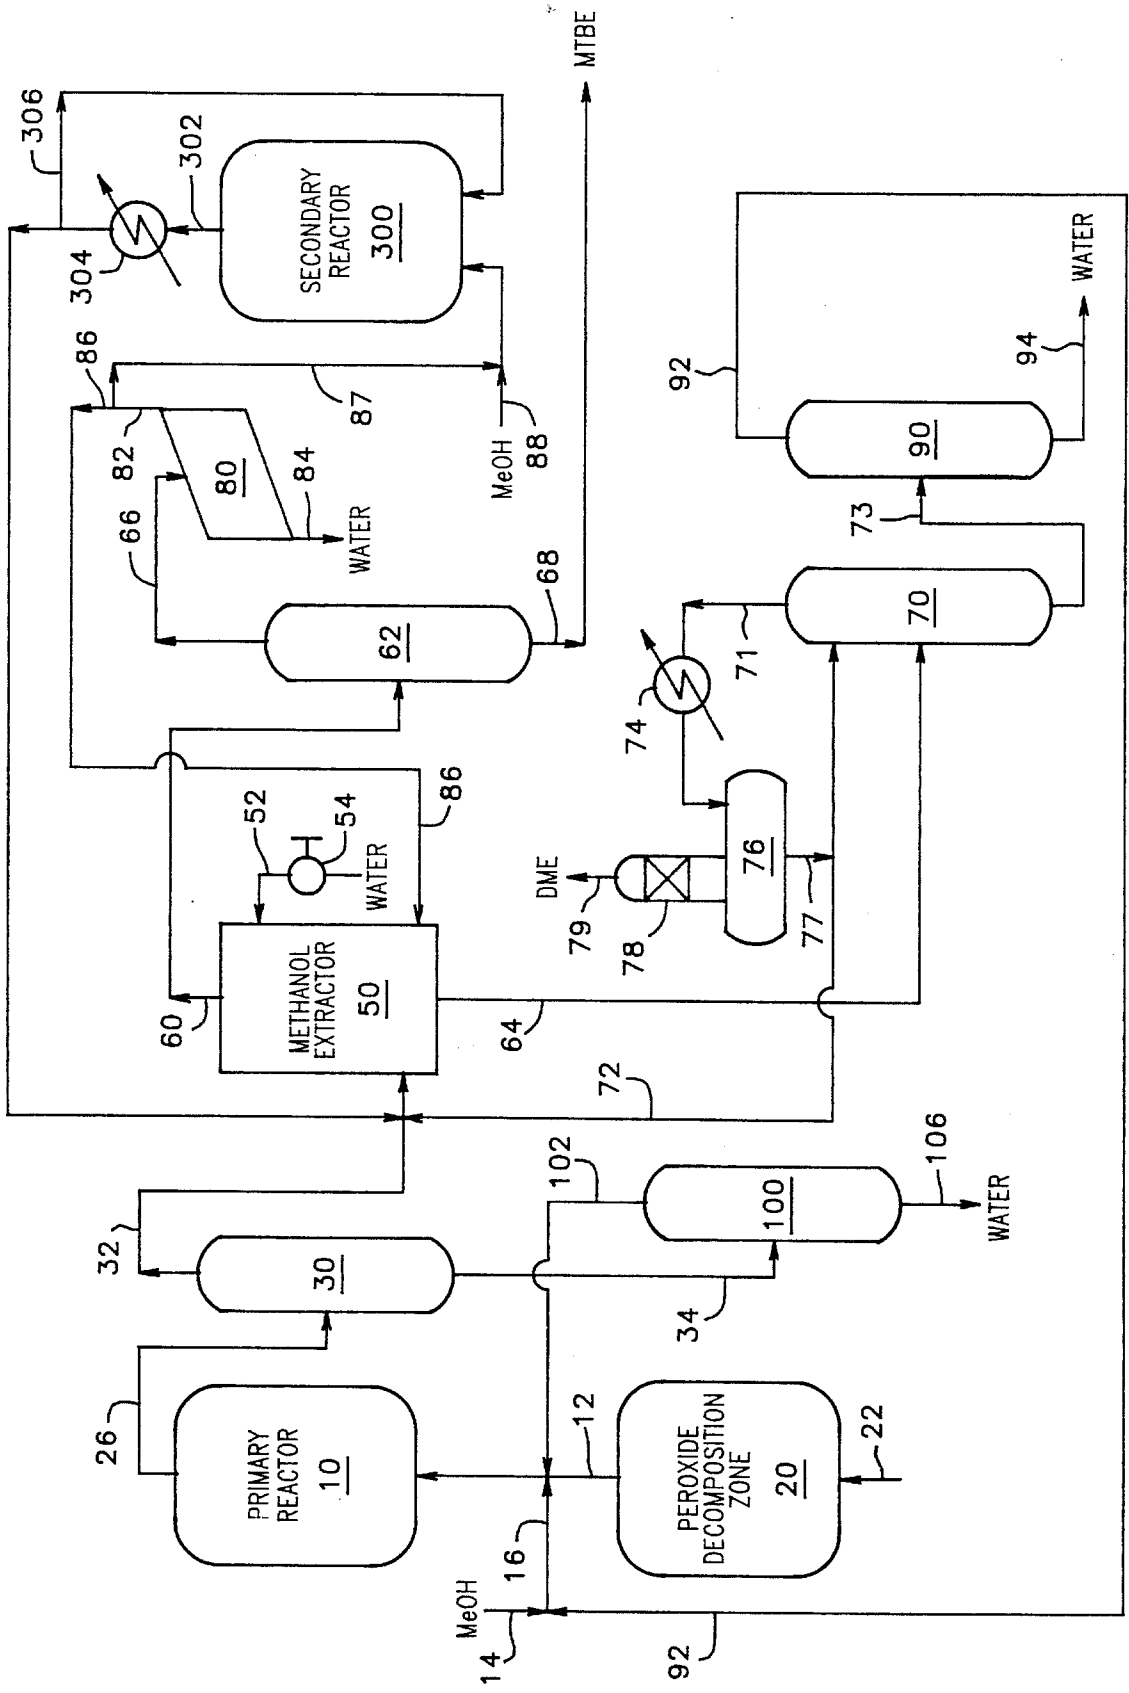 306
302
304
SECONDARY
REACTOR
300
86
82
87
MeOH
88
80
84
WATER
66
62
68
MTBE
86
52
54
WATER
60
METHANOL
EXTRACTOR
50
64
72
DME
79
78
76
77
74
71
70
73
90
92
94
WATER
32
30
34
102
100
106
WATER
26
PRIMARY
REACTOR
10
12
PEROXIDE
DECOMPOSITION
ZONE
20
22
MeOH
14
16
92